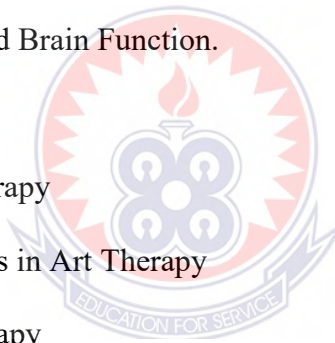 d Brain Function.
rapy
s in Art Therapy
EDUCATION FOR SERVICE
apy